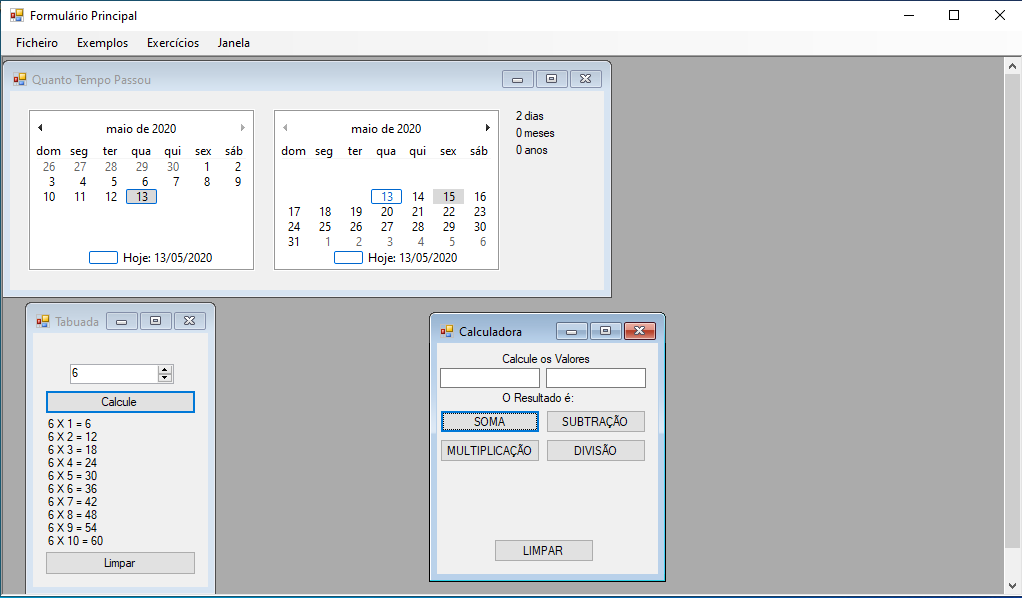 Formulário Principal
Ficheiro Exemplos Exercícios Janela
Quanto Tempo Passou
maio de 2020
dom seg ter qua qui sex sáb
26 27 28 29 30 1 2
3 4 5 6 7 8 9
10 11 12 13
Hoje: 13/05/2020
maio de 2020
dom seg ter qua qui sex sáb
13 14 15 16
17 18 19 20 21 22 23
24 25 26 27 28 29 30
31 1 2 3 4 5 6
Hoje: 13/05/2020
2 dias
0 meses
0 anos
Tabuada
6
Calcule
6 X 1 = 6
6 X 2 = 12
6 X 3 = 18
6 X 4 = 24
6 X 5 = 30
6 X 6 = 36
6 X 7 = 42
6 X 8 = 48
6 X 9 = 54
6 X 10 = 60
Limpar
Calculadora
Calcule os Valores
O Resultado é:
SOMA SUBTRAÇÃO
MULTIPLICAÇÃO DIVISÃO
LIMPAR